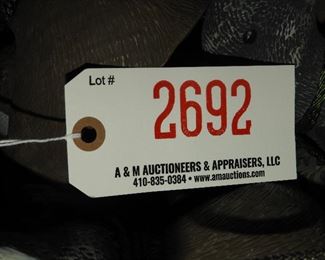 Lot #
2692
A & M AUCTIONEERS & APPRAISERS, LLC
410-835-0384 • www.amauctions.com